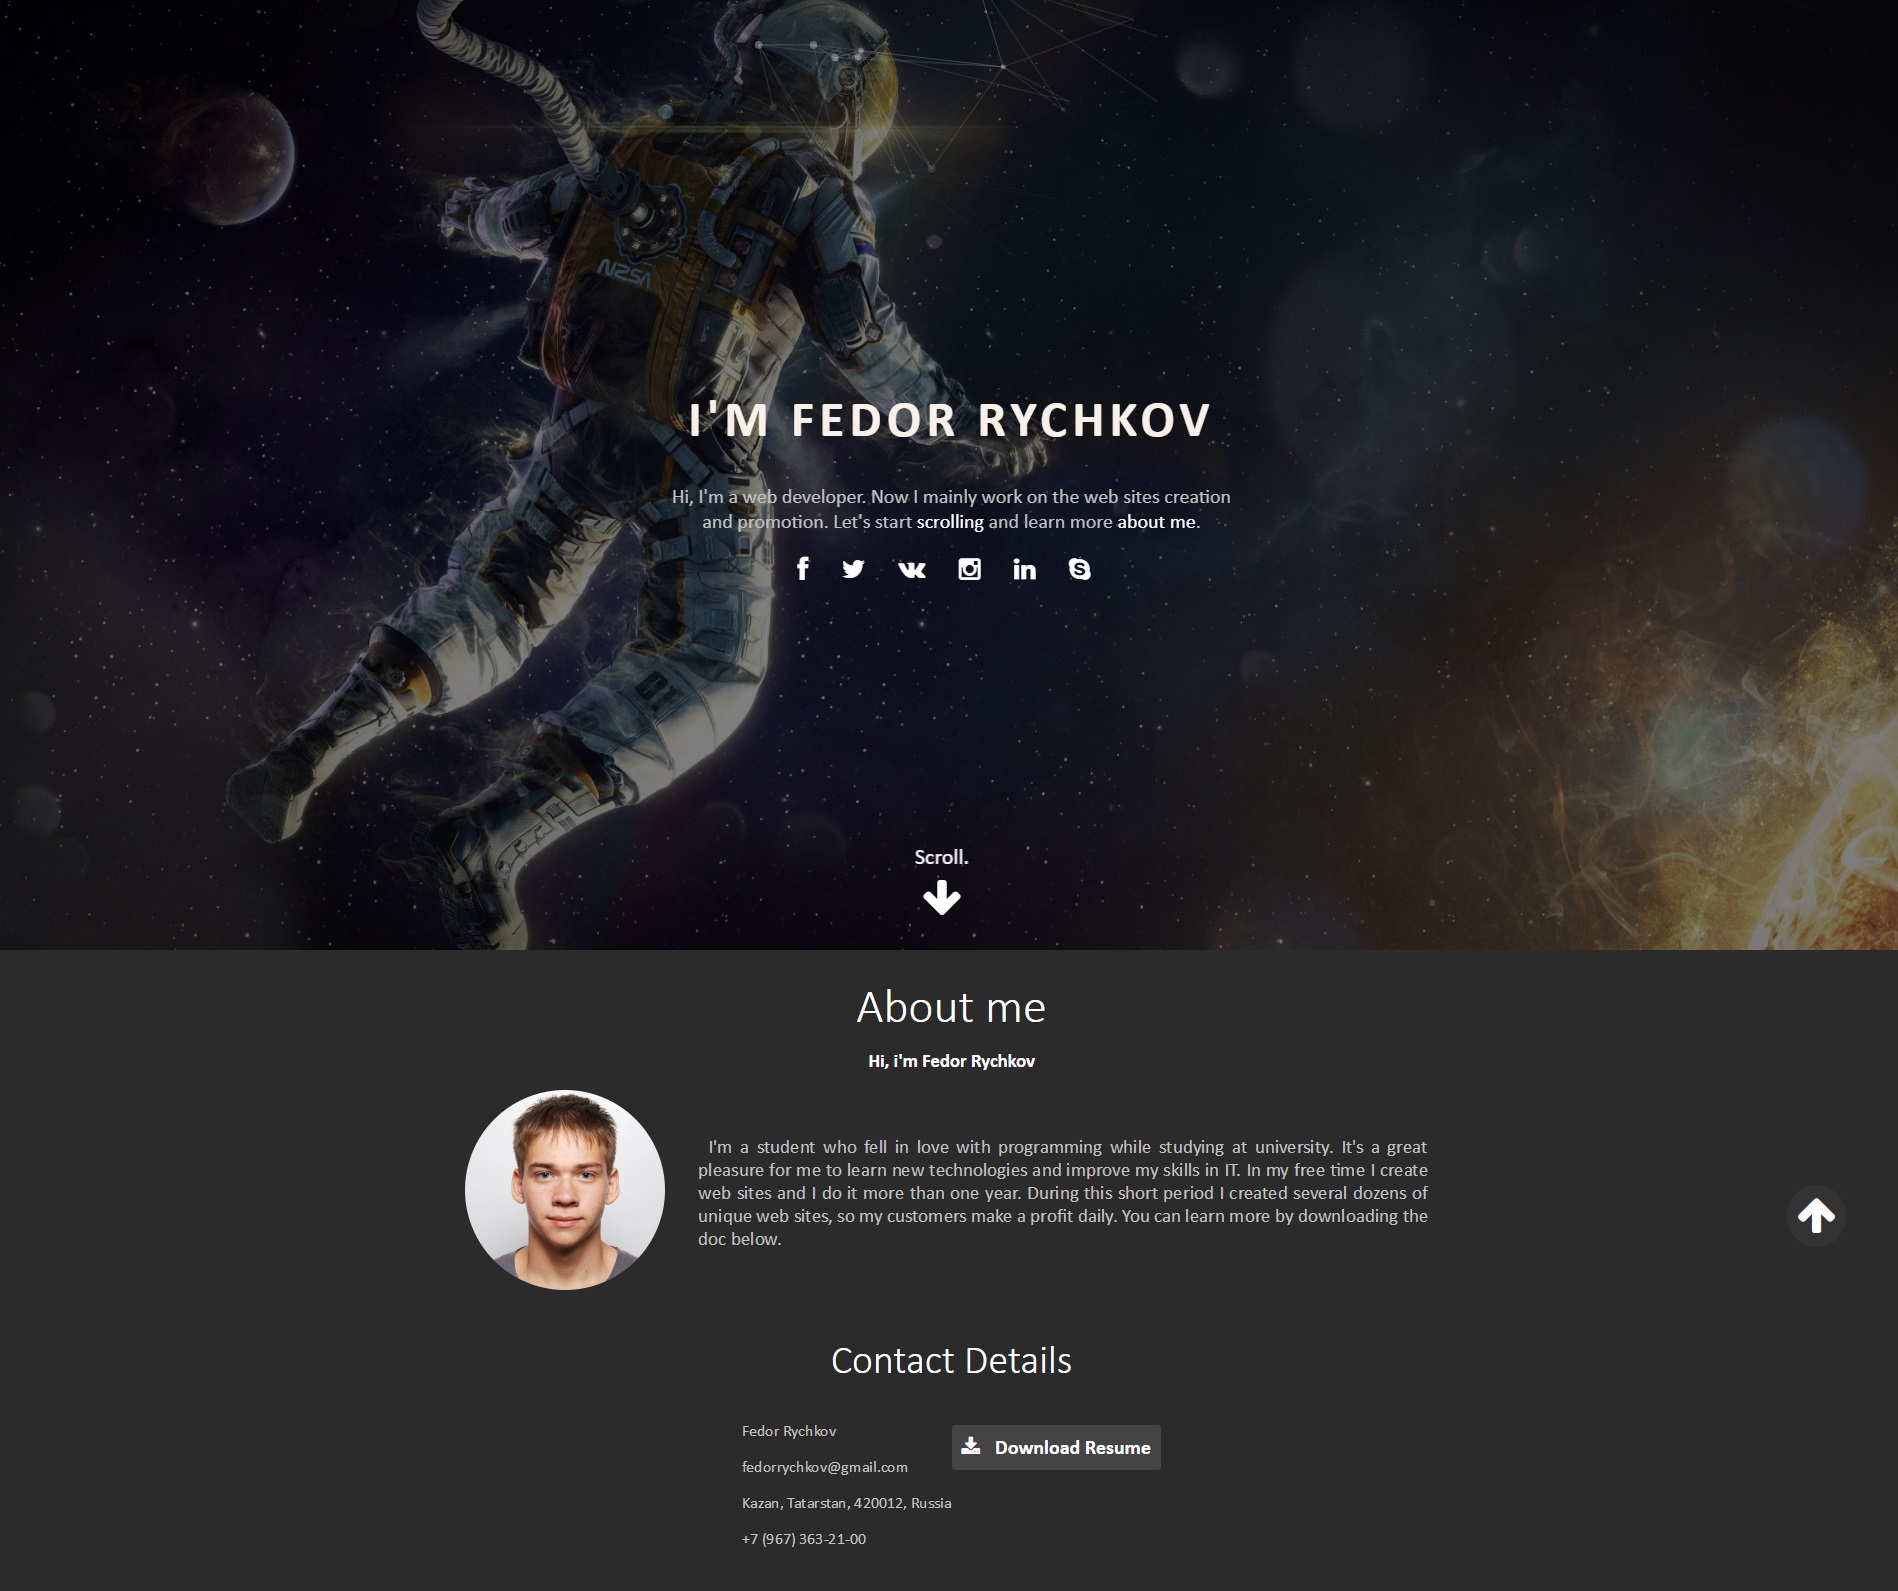 NASA
I'M FEDOR RYCHKOV
Hi, I'm a web developer. Now I mainly work on the web sites creation
and promotion. Let's start scrolling and learn more about me.
Scroll.
About me
Hi, i'm Fedor Rychkov
I'm a student who fell in love with programming while studying at university. It's a great
pleasure for me to learn new technologies and improve my skills in IT. In my free time I create
web sites and I do it more than one year. During this short period I created several dozens of
unique web sites, so my customers make a profit daily. You can learn more by downloading the
doc below.
Contact Details
Fedor Rychkov
Download Resume
fedorrychkov@gmail.com
Kazan, Tatarstan, 420012, Russia
+7 (967) 363-21-00